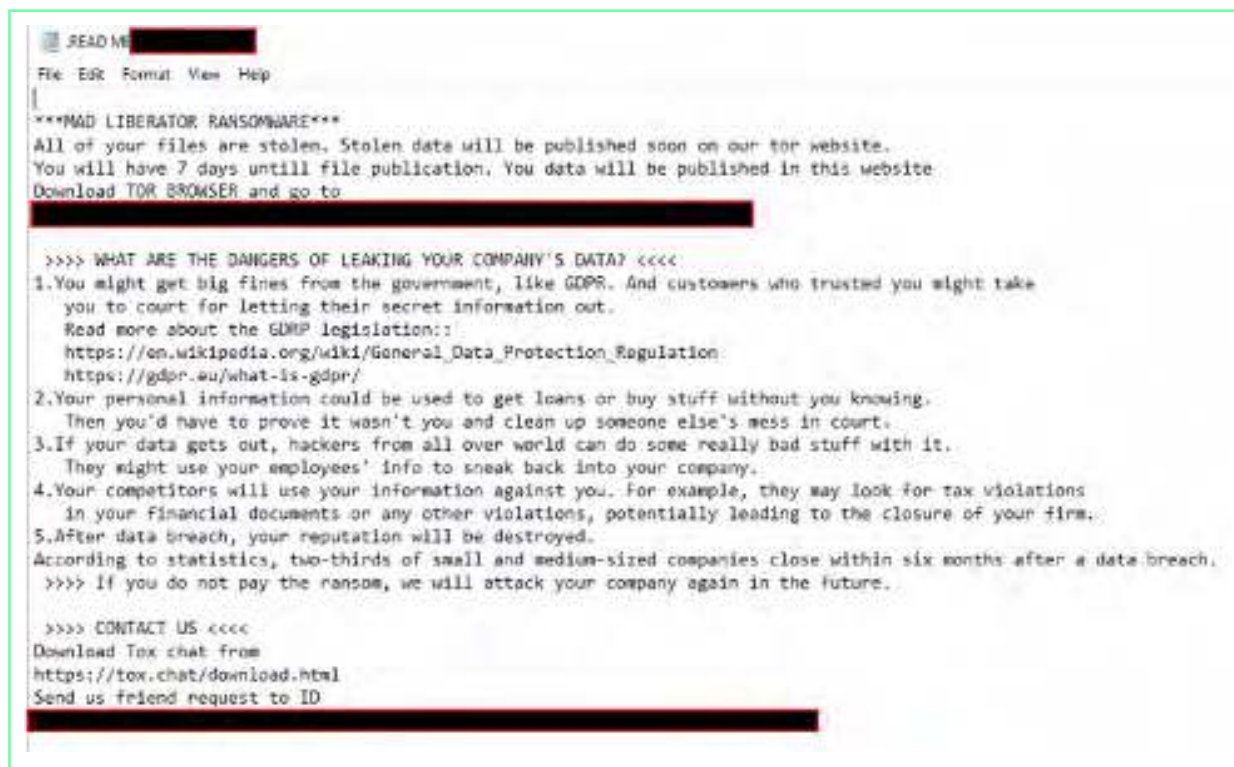 READ ME
File Edit Format View Help
***MAD LIBERATOR RANSOMWARE***
All of your files are stolen. Stolen data will be published soon on our tor website.
You will have 7 days untill file publication. You data will be published in this website
Download TOR BROWSER and go to
>>>> WHAT ARE THE DANGERS OF LEAKING YOUR COMPANY'S DATA? <<<<
1.You might get big fines from the government, like GDPR. And customers who trusted you might take
you to court for letting their secret information out.
Read more about the GDRP legislation::
https://en.wikipedia.org/wiki/General_Data_Protection_Regulation
https://gdpr.eu/what-is-gdpr/
2.Your personal information could be used to get loans or buy stuff without you knowing.
Then you'd have to prove it wasn't you and clean up someone else's mess in court.
3.If your data gets out, hackers from all over world can do some really bad stuff with it.
They might use your employees' info to sneak back into your company.
4.Your competitors will use your information against you. For example, they may look for tax violations
in your financial documents or any other violations, potentially leading to the closure of your firm.
5.After data breach, your reputation will be destroyed.
According to statistics, two-thirds of small and medium-sized companies close within six months after a data breach.
>>>> If you do not pay the ransom, we will attack your company again in the future.
>>>> CONTACT US <<<<
Download Tox chat from
https://tox.chat/download.html
Send us friend request to ID